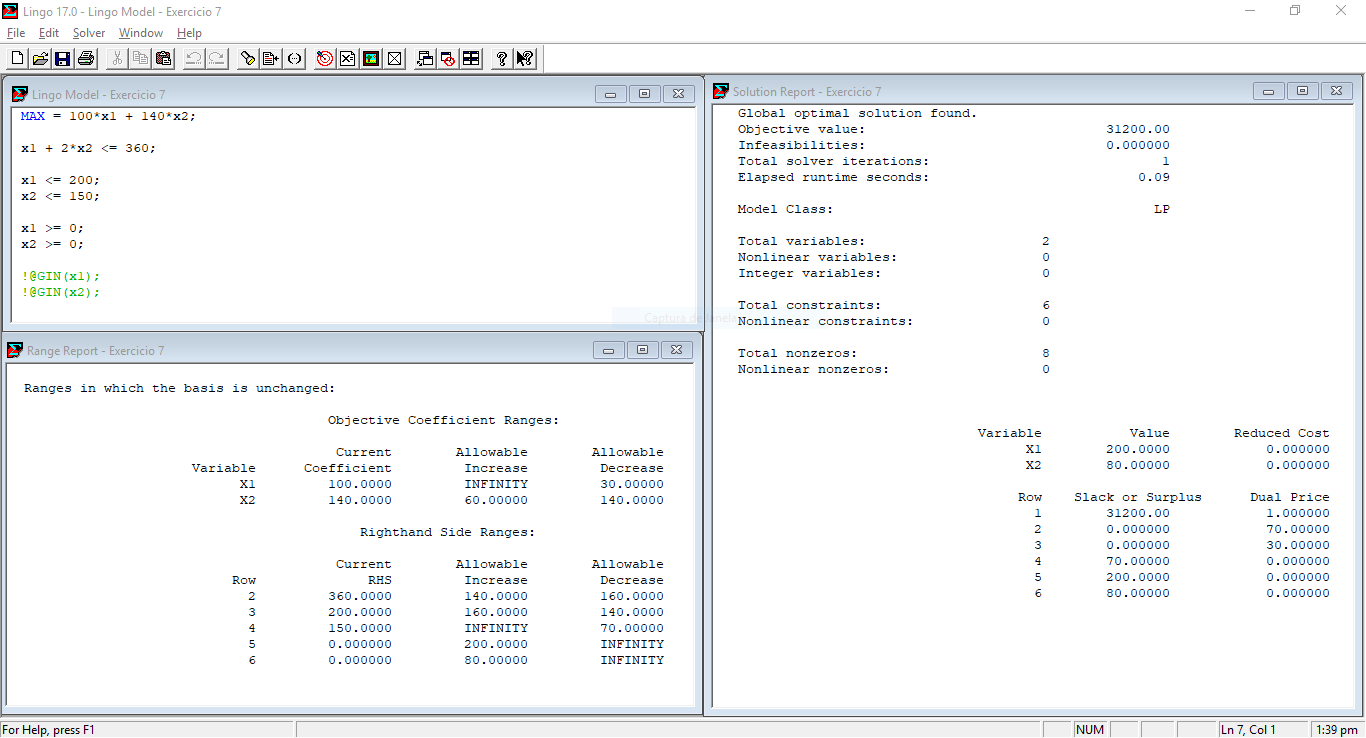 Lingo 17.0 - Lingo Model - Exercicio 7
File Edit Solver Window Help
Lingo Model - Exercicio 7
MAX = 100*x1 + 140*x2;
x1 + 2*x2 <= 360;
x1 <= 200;
x2 <= 150;
x1 >= 0;
x2 >= 0;
!@GIN(x1);
!@GIN(x2);
Range Report - Exercicio 7
Ranges in which the basis is unchanged:
Objective Coefficient Ranges:
Current Allowable Allowable
Variable Coefficient Increase Decrease
X1 100.0000 INFINITY 30.00000
X2 140.0000 60.00000 140.0000
Righthand Side Ranges:
Current Allowable Allowable
Row RHS Increase Decrease
2 360.0000 140.0000 160.0000
3 200.0000 160.0000 140.0000
4 150.0000 INFINITY 70.00000
5 0.000000 200.0000 INFINITY
6 0.000000 80.00000 INFINITY
Solution Report - Exercicio 7
Global optimal solution found.
Objective value: 31200.00
Infeasibilities: 0.000000
Total solver iterations: 1
Elapsed runtime seconds: 0.09
Model Class: LP
Total variables: 2
Nonlinear variables: 0
Integer variables: 0
Total constraints: 6
Nonlinear constraints: 0
Total nonzeros: 8
Nonlinear nonzeros: 0
Variable Value Reduced Cost
X1 200.0000 0.000000
X2 80.00000 0.000000
Row Slack or Surplus Dual Price
1 31200.00 1.000000
2 0.000000 70.00000
3 0.000000 30.00000
4 70.00000 0.000000
5 200.0000 0.000000
6 80.00000 0.000000
Captura de
For Help, press F1
NUM
Ln 7, Col 1
1:39 pm